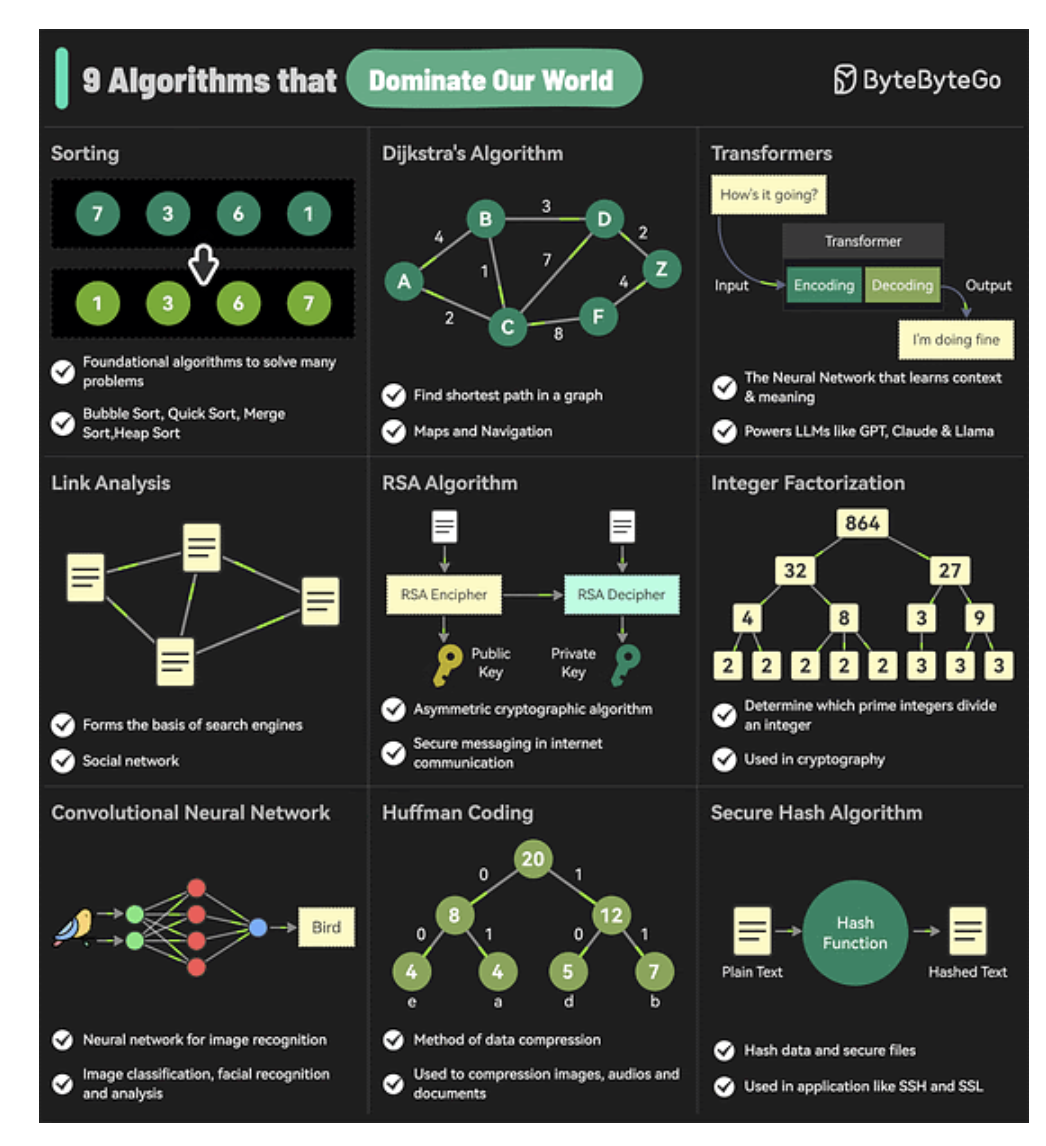 9 Algorithms that Dominate Our World
ByteByteGo
Sorting
7 3 6 1
1 3 6 7
Foundational algorithms to solve many
problems
Bubble Sort, Quick Sort, Merge
Sort,Heap Sort
Dijkstra's Algorithm
B 3 D
4 2
A 1 7 Z
2 4
C 8 F
Find shortest path in a graph
Maps and Navigation
Transformers
How's it going?
Transformer
Input Encoding Decoding Output
I'm doing fine
The Neural Network that learns context
& meaning
Powers LLMs like GPT, Claude & Llama
Link Analysis
Forms the basis of search engines
Social network
RSA Algorithm
RSA Encipher RSA Decipher
Public
Key
Private
Key
Asymmetric cryptographic algorithm
Secure messaging in internet
communication
Integer Factorization
864
32 27
4 8 3 9
2 2 2 2 2 3 3 3
Determine which prime integers divide
an integer
Used in cryptography
Convolutional Neural Network
Bird
Neural network for image recognition
Image classification, facial recognition
and analysis
Huffman Coding
20
0 1
8 12
0 1 0 1
4 4 5 7
e a d b
Method of data compression
Used to compression images, audios and
documents
Secure Hash Algorithm
Hash
Function
Plain Text Hashed Text
Hash data and secure files
Used in application like SSH and SSL